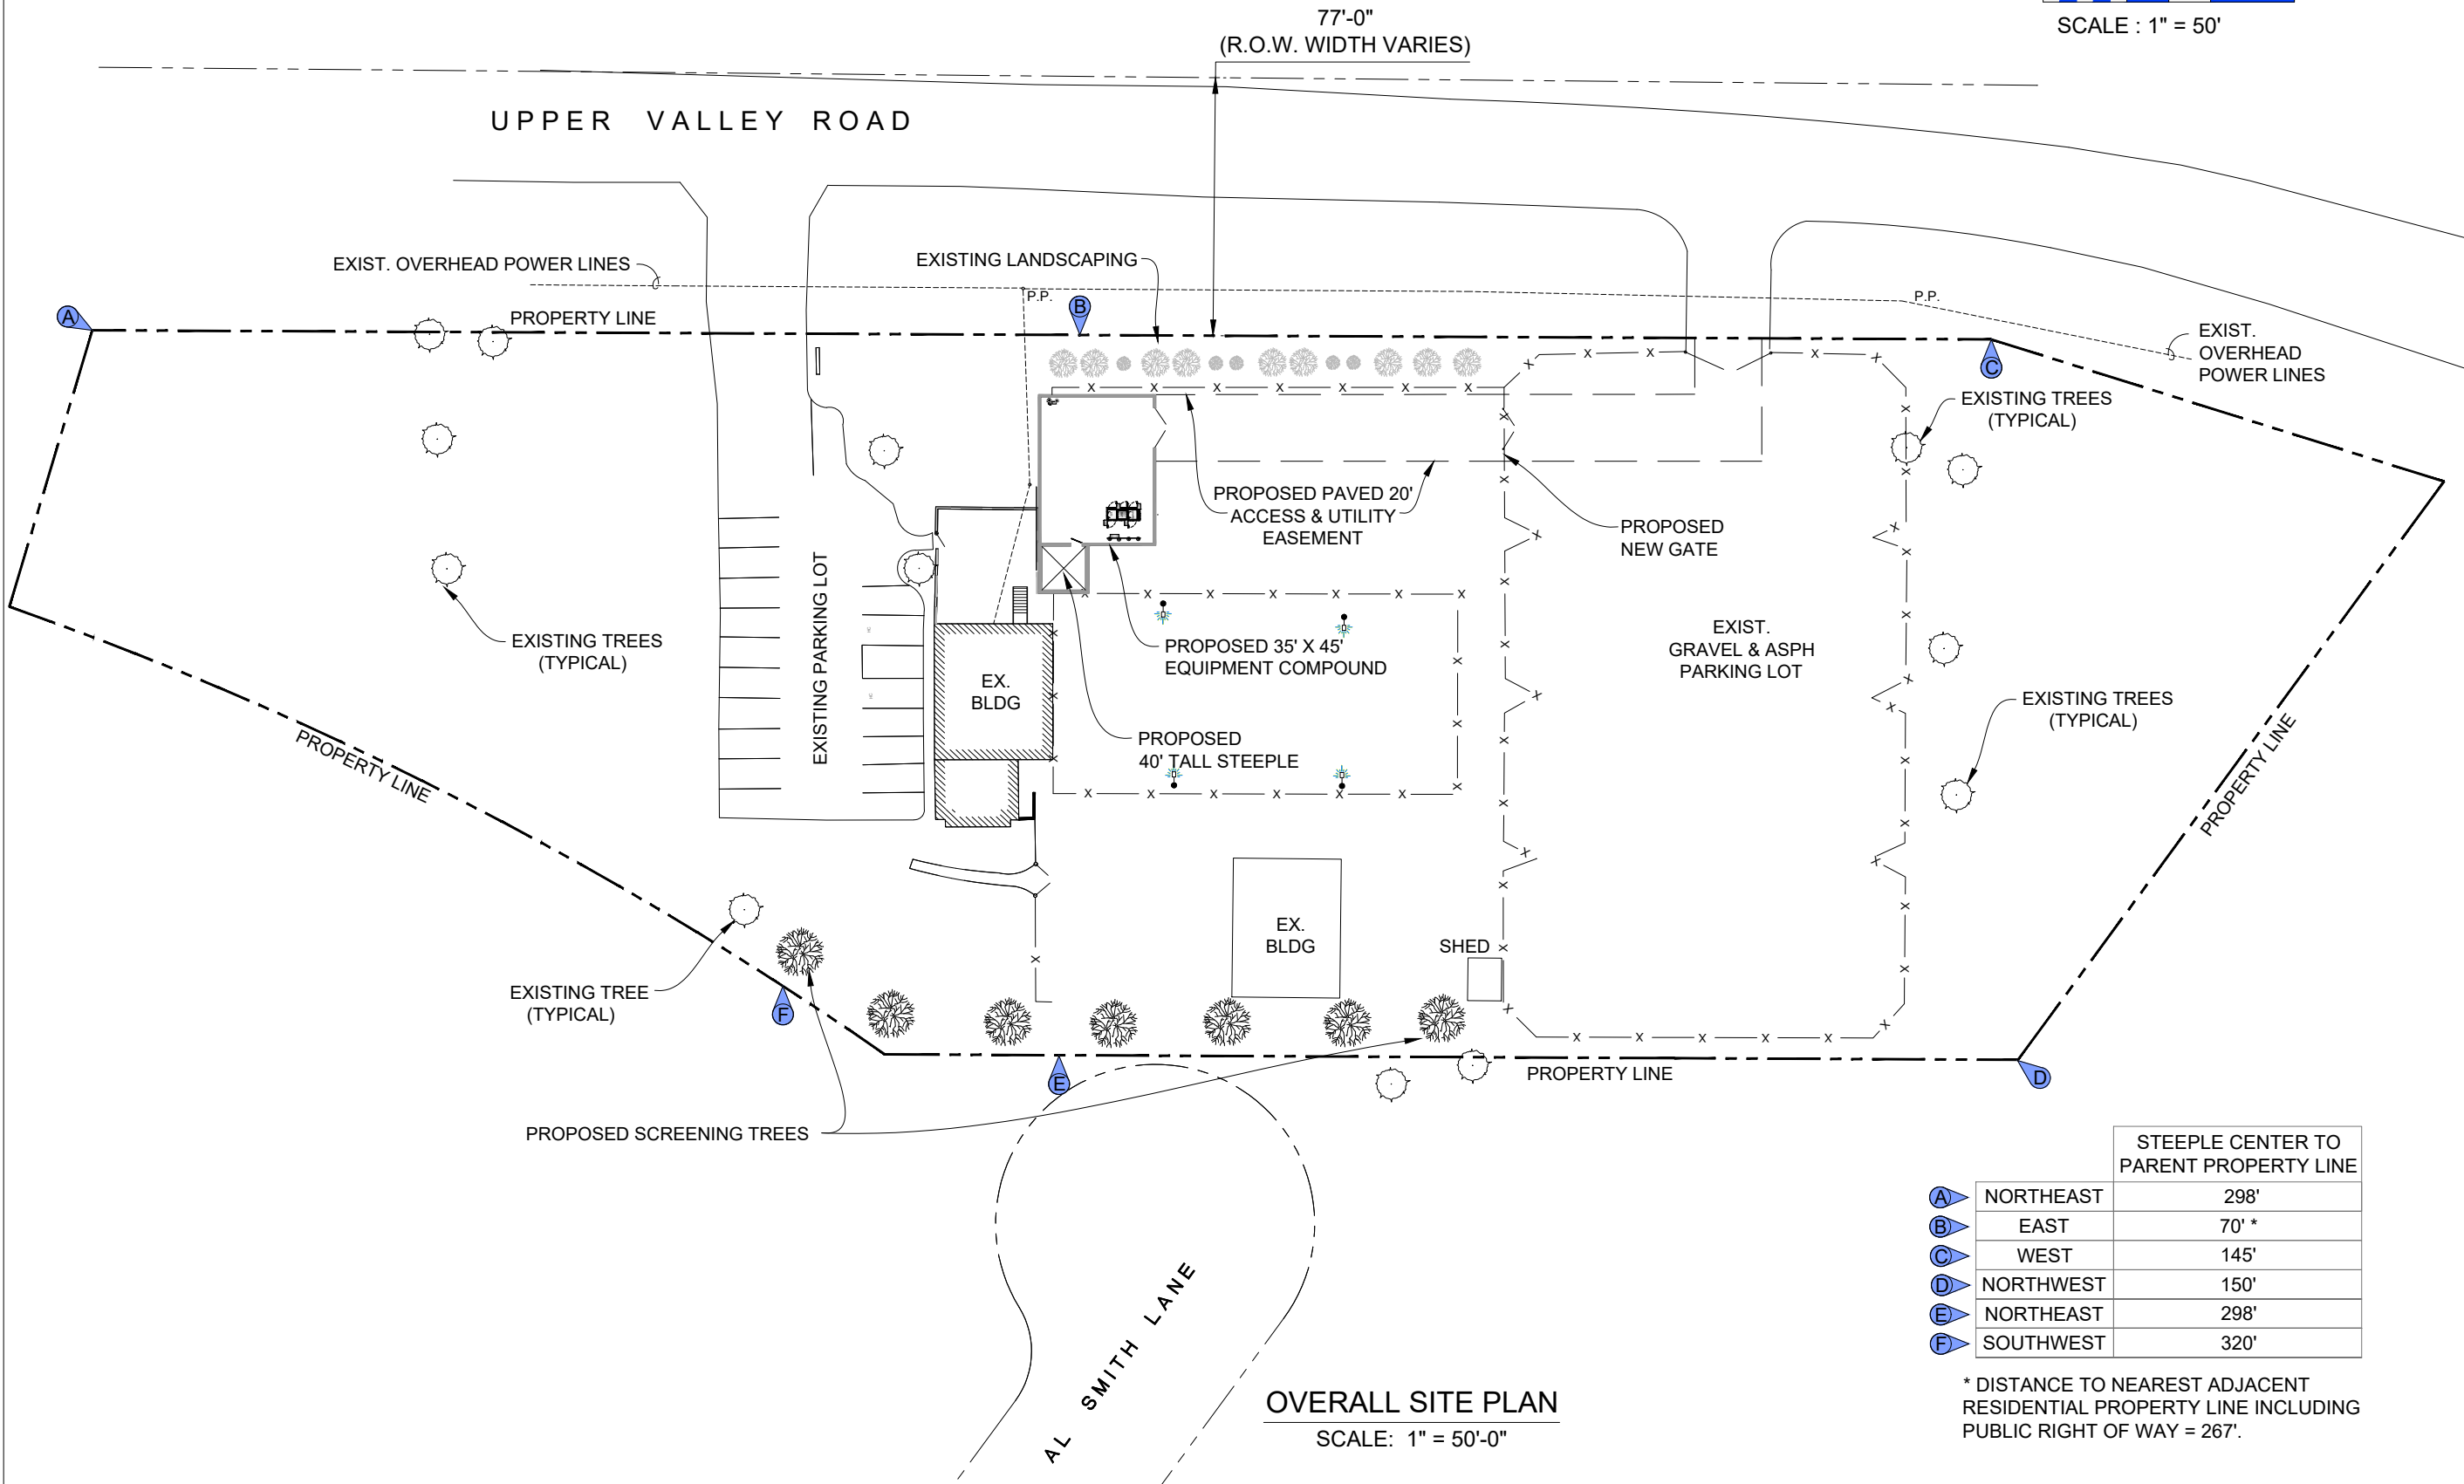 77'-0"
(R.O.W. WIDTH VARIES)
SCALE : 1" = 50'
UPPER VALLEY ROAD
EXIST. OVERHEAD POWER LINES
EXISTING LANDSCAPING
P.P.
P.P.
A
B
PROPERTY LINE
EXIST.
OVERHEAD
POWER LINES
C
EXISTING TREES
(TYPICAL)
PROPOSED PAVED 20'
ACCESS & UTILITY
EASEMENT
PROPOSED
NEW GATE
EXISTING PARKING LOT
EXISTING TREES
(TYPICAL)
PROPOSED 35' X 45'
EQUIPMENT COMPOUND
EXIST.
GRAVEL & ASPH
PARKING LOT
EX.
BLDG
EXISTING TREES
(TYPICAL)
PROPOSED
40' TALL STEEPLE
PROPERTY LINE
PROPERTY LINE
EX.
BLDG
SHED
EXISTING TREE
(TYPICAL)
F
E
PROPERTY LINE
D
PROPOSED SCREENING TREES
AL SMITH LANE
STEEPLE CENTER TO
PARENT PROPERTY LINE
A NORTHEAST 298'
B EAST 70' *
C WEST 145'
D NORTHWEST 150'
E NORTHEAST 298'
F SOUTHWEST 320'
* DISTANCE TO NEAREST ADJACENT
RESIDENTIAL PROPERTY LINE INCLUDING
PUBLIC RIGHT OF WAY = 267'.
OVERALL SITE PLAN
SCALE: 1" = 50'-0"